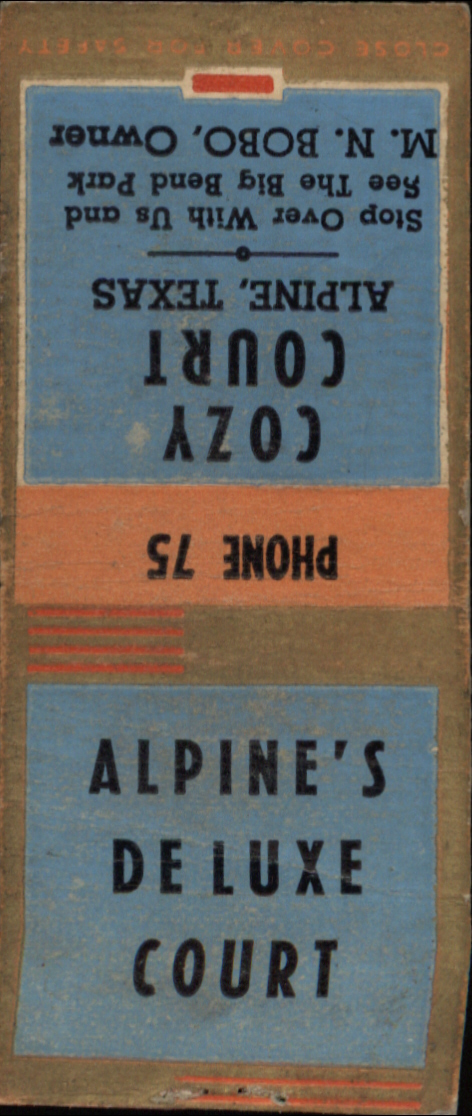 CLOSE COVER FOR SAFETY
M. N. BOBO, Owner
See The Big Bend Park
Stop Over With Us and
ALPINE, TEXAS
COURT
COZY
PHONE 75
ALPINE'S
DE LUXE
COURT